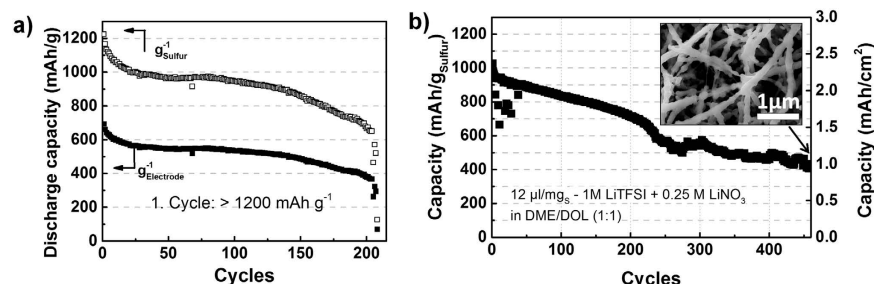 a)
Discharge capacity (mAh/g)
1200
1000
800
600
400
200
0
g⁻¹Sulfur
g⁻¹Electrode
1. Cycle: > 1200 mAh g⁻¹
0 50 100 150 200
Cycles
b)
Capacity (mAh/gSulfur)
1200
1000
800
600
400
200
0
1µm
12 µl/mgS - 1M LiTFSI + 0.25 M LiNO₃
in DME/DOL (1:1)
3.0
2.5
2.0
1.5
1.0
0.5
0.0
Capacity (mAh/cm²)
0 100 200 300 400
Cycles